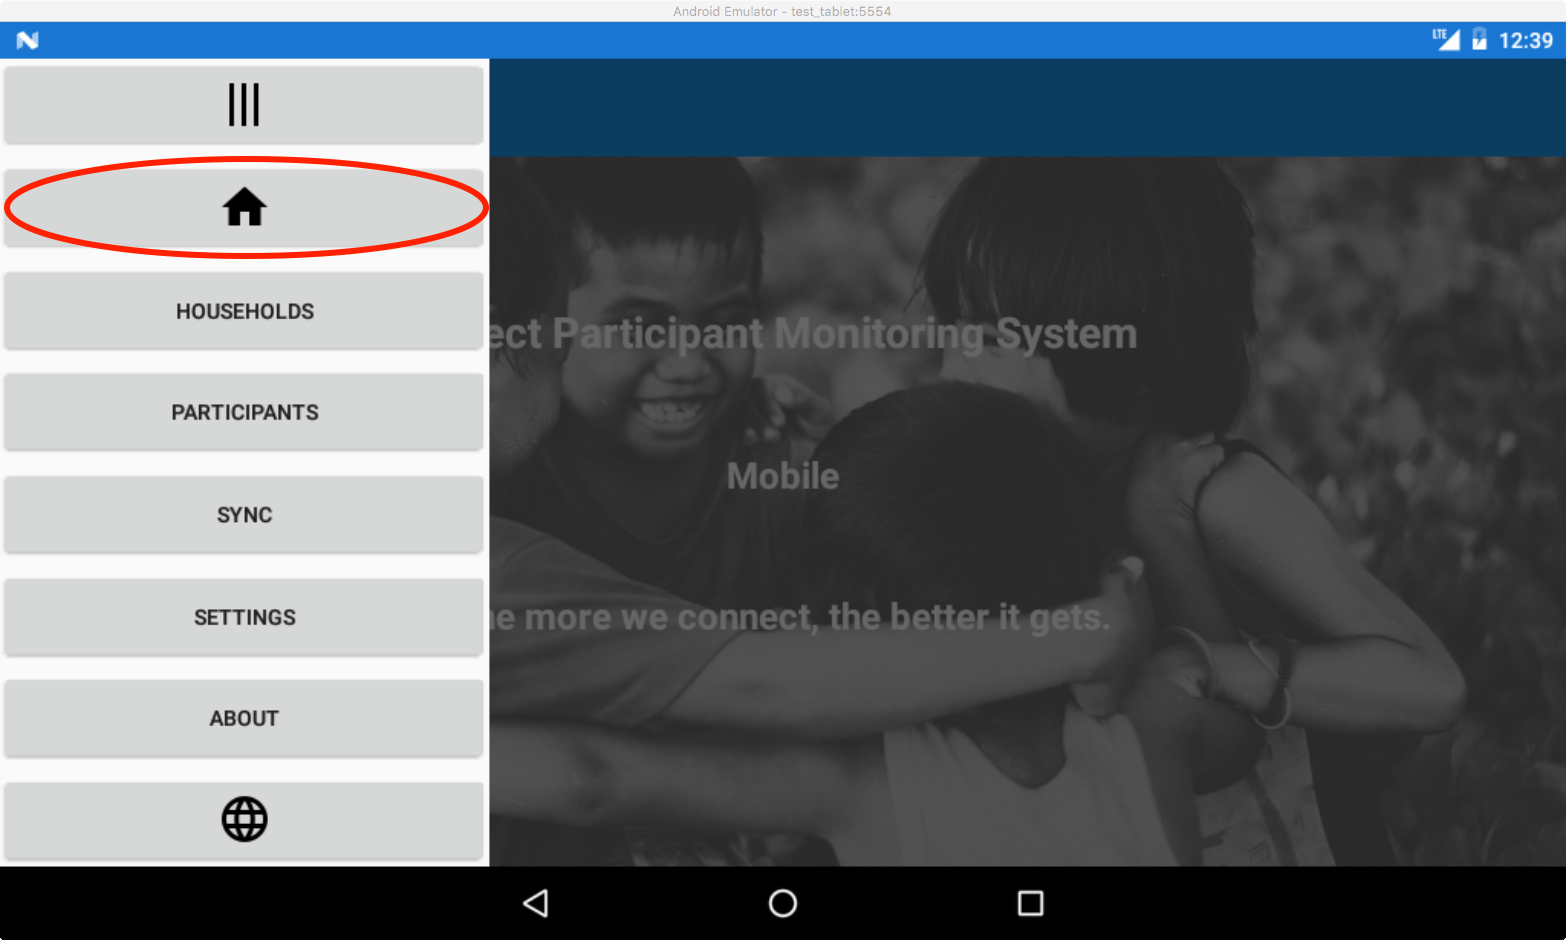 Android Emulator - test_tablet:5554
LTE 12:39
HOUSEHOLDS
PARTICIPANTS
SYNC
SETTINGS
ABOUT
ect Participant Monitoring System
Mobile
e more we connect, the better it gets.